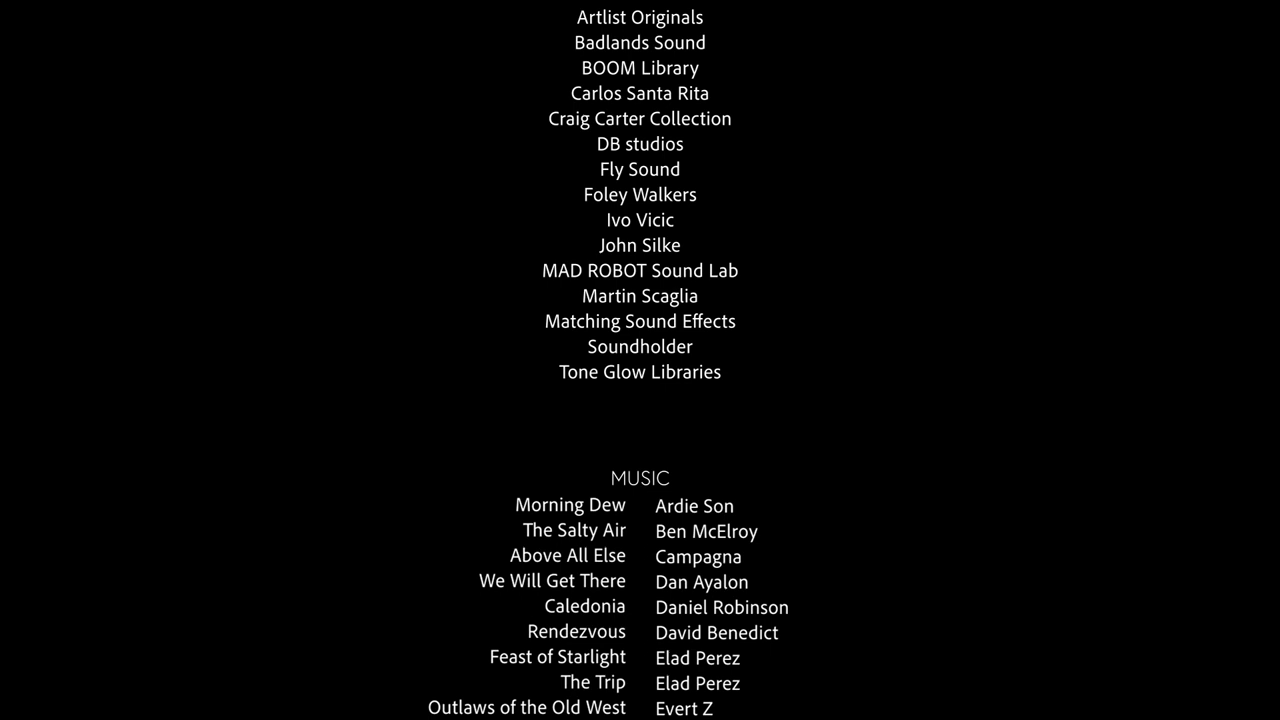 Artlist Originals
Badlands Sound
BOOM Library
Carlos Santa Rita
Craig Carter Collection
DB studios
Fly Sound
Foley Walkers
Ivo Vicic
John Silke
MAD ROBOT Sound Lab
Martin Scaglia
Matching Sound Effects
Soundholder
Tone Glow Libraries
MUSIC
Morning Dew Ardie Son
The Salty Air Ben McElroy
Above All Else Campagna
We Will Get There Dan Ayalon
Caledonia Daniel Robinson
Rendezvous David Benedict
Feast of Starlight Elad Perez
The Trip Elad Perez
Outlaws of the Old West Evert Z